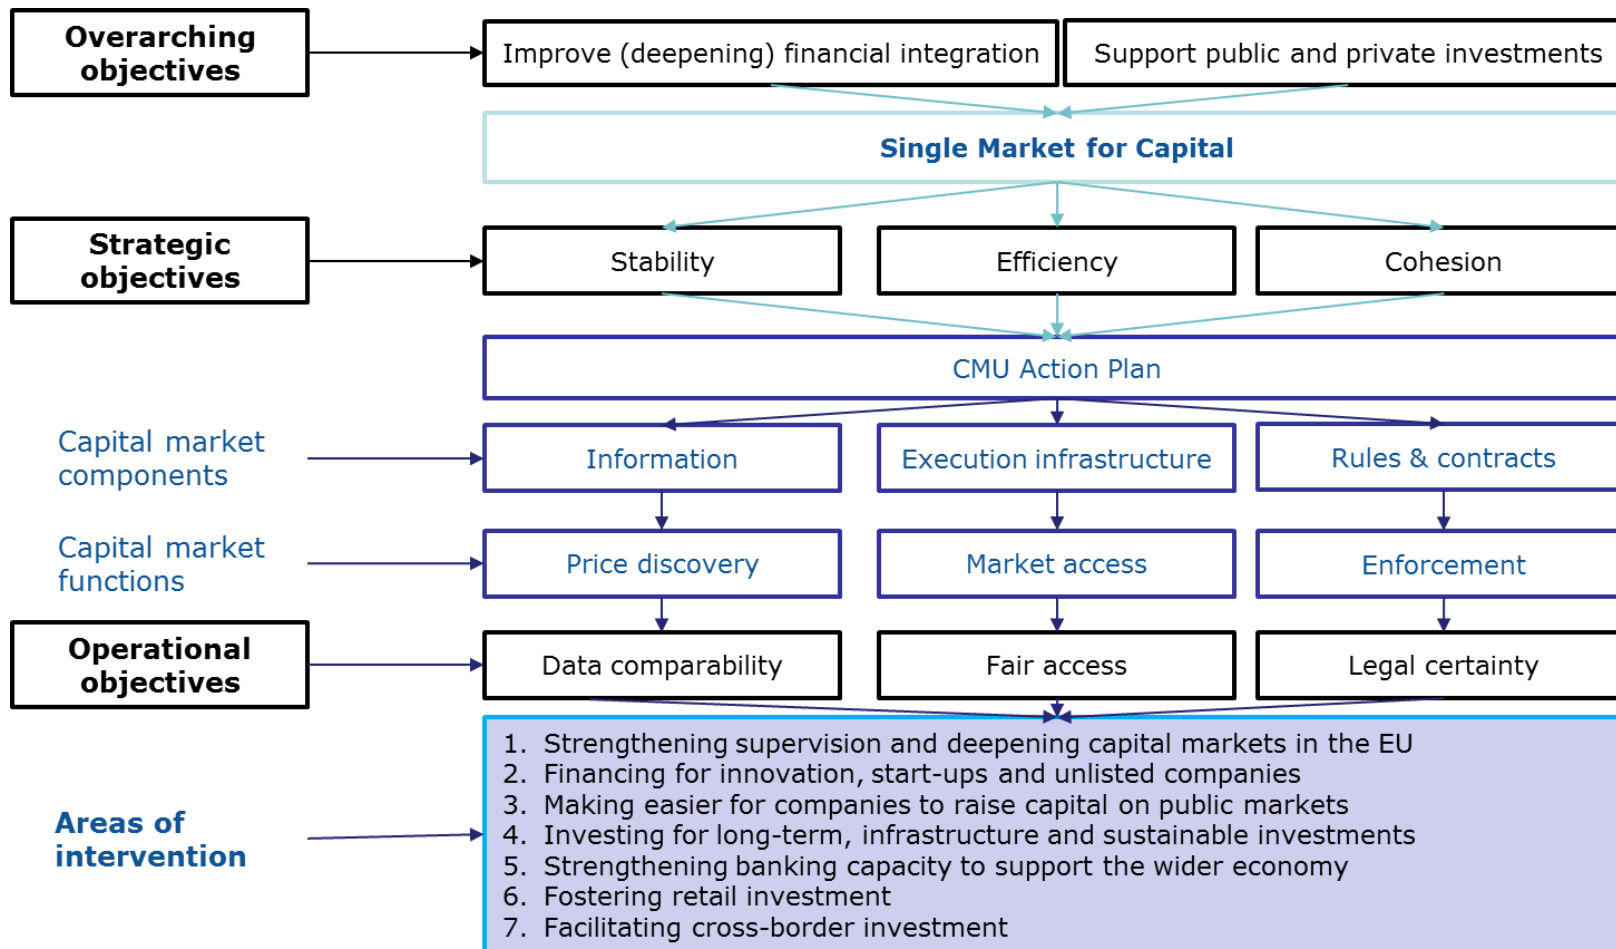 Overarching
objectives
Improve (deepening) financial integration
Support public and private investments
Single Market for Capital
Strategic
objectives
Stability
Efficiency
Cohesion
CMU Action Plan
Capital market
components
Information
Execution infrastructure
Rules & contracts
Capital market
functions
Price discovery
Market access
Enforcement
Operational
objectives
Data comparability
Fair access
Legal certainty
Areas of
intervention
1. Strengthening supervision and deepening capital markets in the EU
2. Financing for innovation, start-ups and unlisted companies
3. Making easier for companies to raise capital on public markets
4. Investing for long-term, infrastructure and sustainable investments
5. Strengthening banking capacity to support the wider economy
6. Fostering retail investment
7. Facilitating cross-border investment